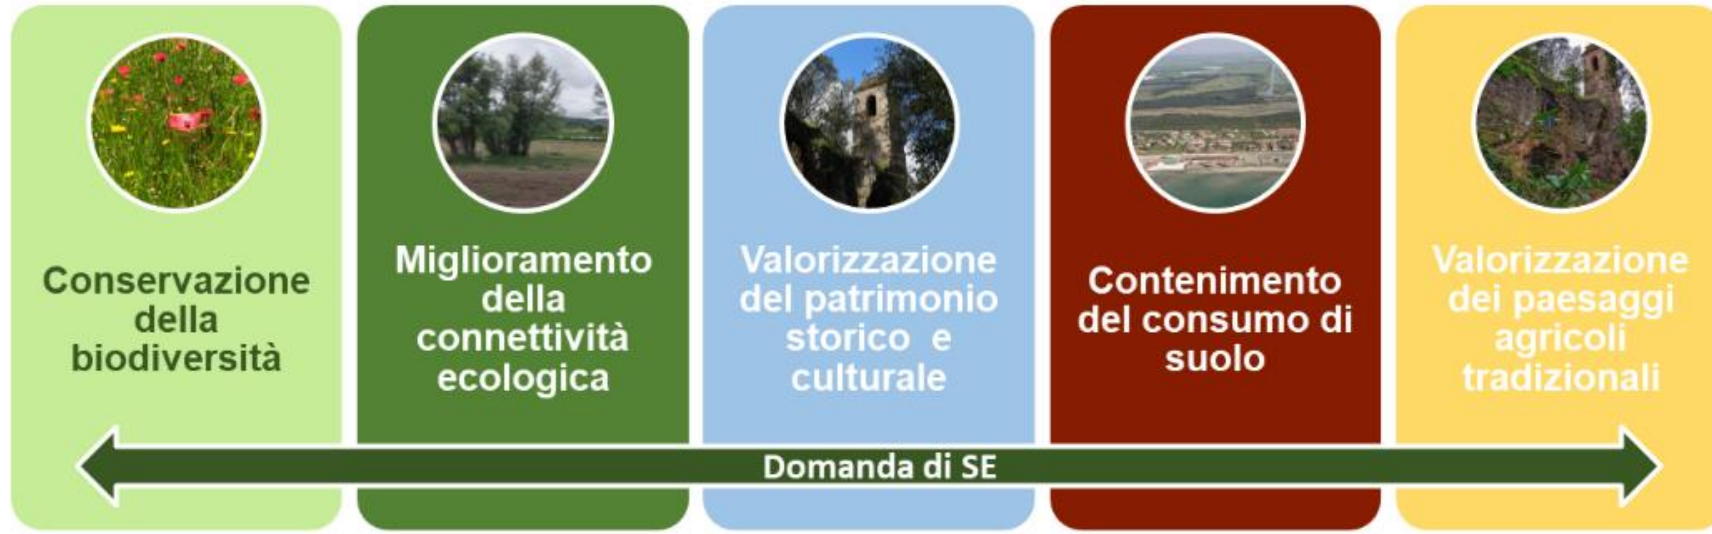 Conservazione
della
biodiversità
Miglioramento
della
connettività
ecologica
Valorizzazione
del patrimonio
storico e
culturale
Contenimento
del consumo di
suolo
Valorizzazione
dei paesaggi
agricoli
tradizionali
Domanda di SE